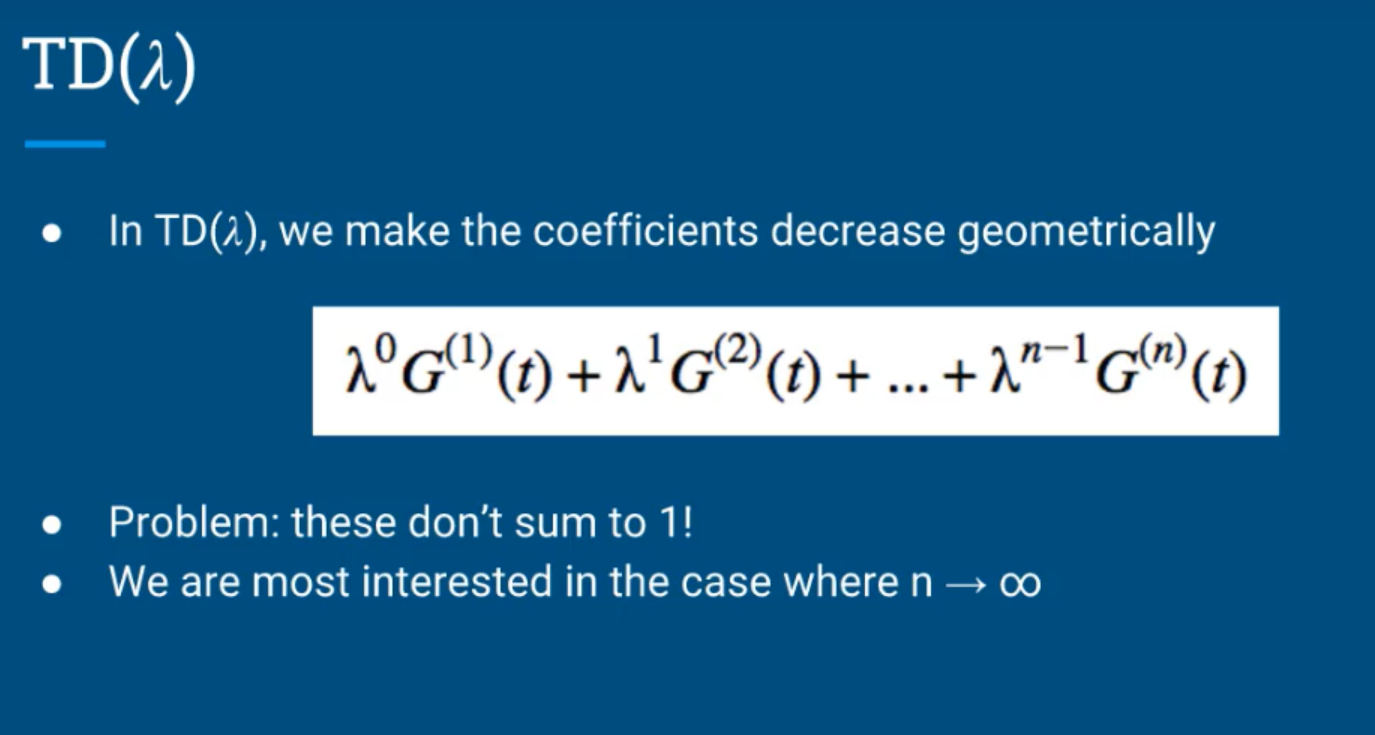 TD(λ)
● In TD(λ), we make the coefficients decrease geometrically
λ⁰G⁽¹⁾(t) + λ¹G⁽²⁾(t) + ... + λⁿ⁻¹G⁽ⁿ⁾(t)
● Problem: these don’t sum to 1!
● We are most interested in the case where n → ∞